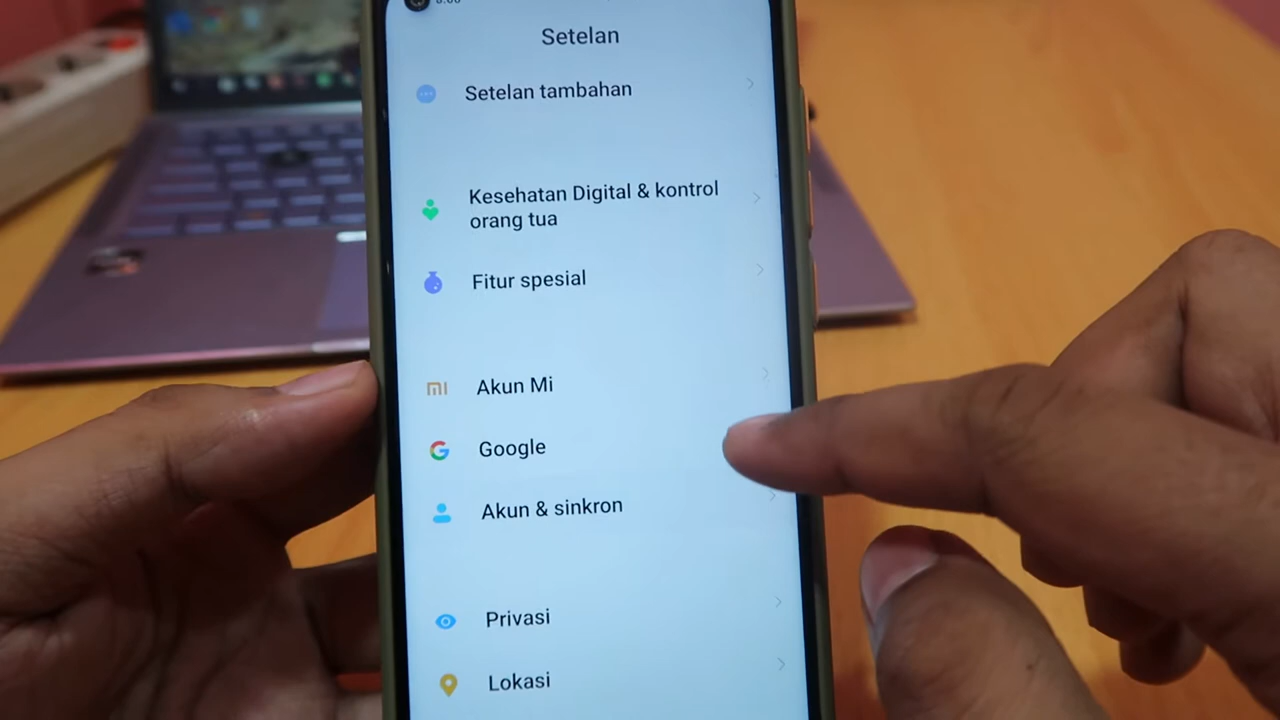 Setelan
Setelan tambahan
Kesehatan Digital & kontrol
orang tua
Fitur spesial
Akun Mi
Google
Akun & sinkron
Privasi
Lokasi